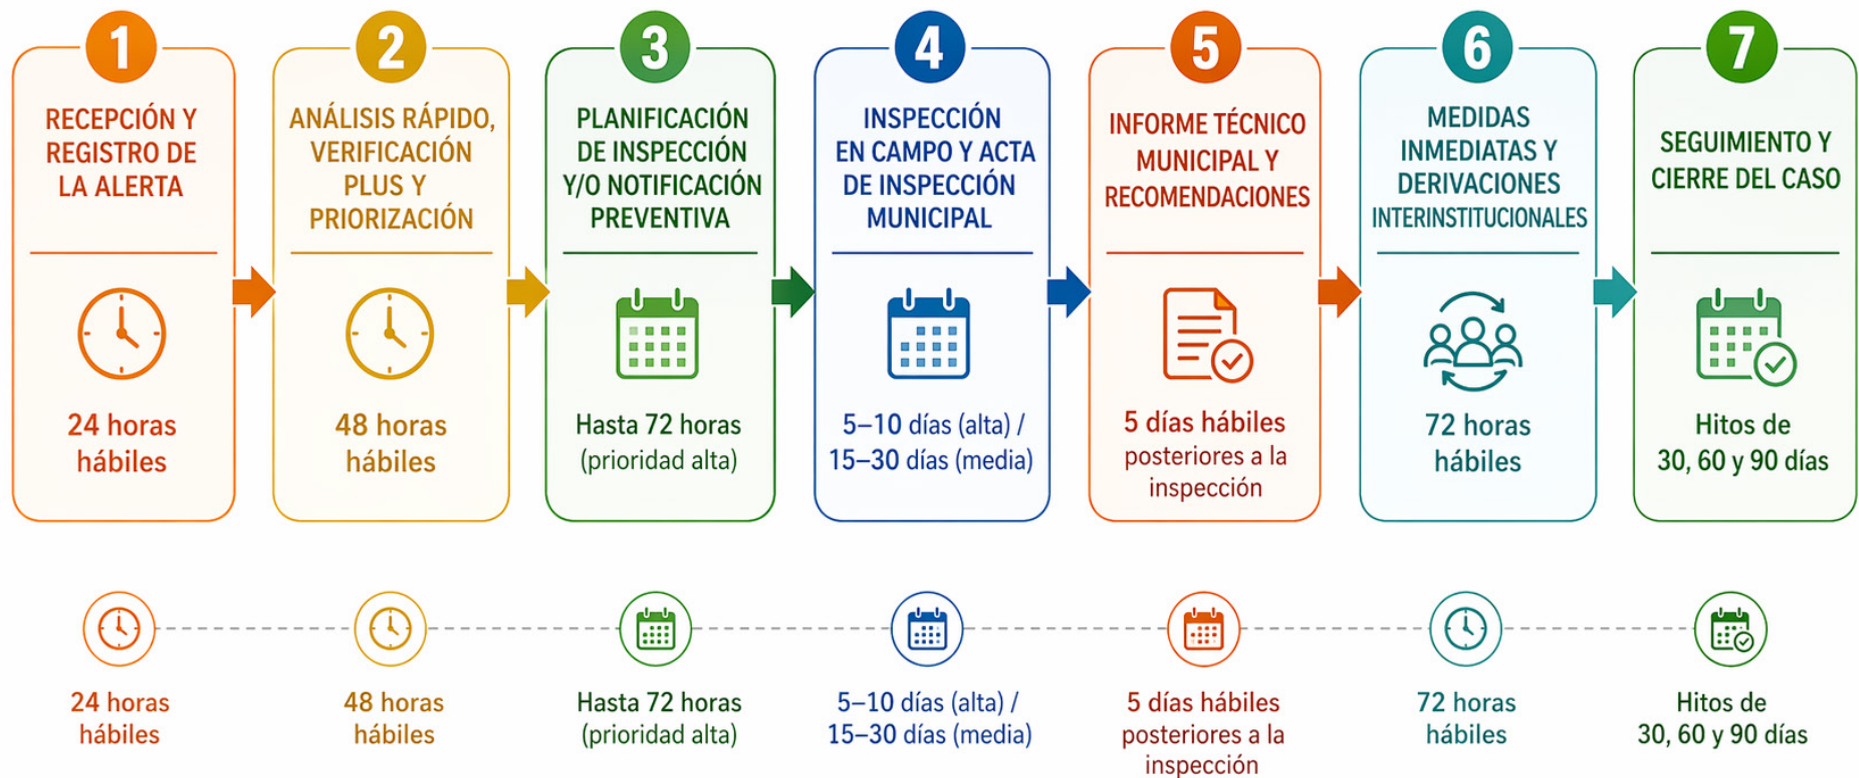 1
RECEPCIÓN Y
REGISTRO DE
LA ALERTA
24 horas
hábiles
2
ANÁLISIS RÁPIDO,
VERIFICACIÓN
PLUS Y
PRIORIZACIÓN
48 horas
hábiles
3
PLANIFICACIÓN
DE INSPECCIÓN
Y/O NOTIFICACIÓN
PREVENTIVA
Hasta 72 horas
(prioridad alta)
4
INSPECCIÓN
EN CAMPO Y ACTA
DE INSPECCIÓN
MUNICIPAL
5–10 días (alta) /
15–30 días (media)
5
INFORME TÉCNICO
MUNICIPAL Y
RECOMENDACIONES
5 días hábiles
posteriores a la
inspección
6
MEDIDAS
INMEDIATAS Y
DERIVACIONES
INTERINSTITUCIONALES
72 horas
hábiles
7
SEGUIMIENTO Y
CIERRE DEL CASO
Hitos de
30, 60 y 90 días
24 horas
hábiles
48 horas
hábiles
Hasta 72 horas
(prioridad alta)
5–10 días (alta) /
15–30 días (media)
5 días hábiles
posteriores a la
inspección
72 horas
hábiles
Hitos de
30, 60 y 90 días